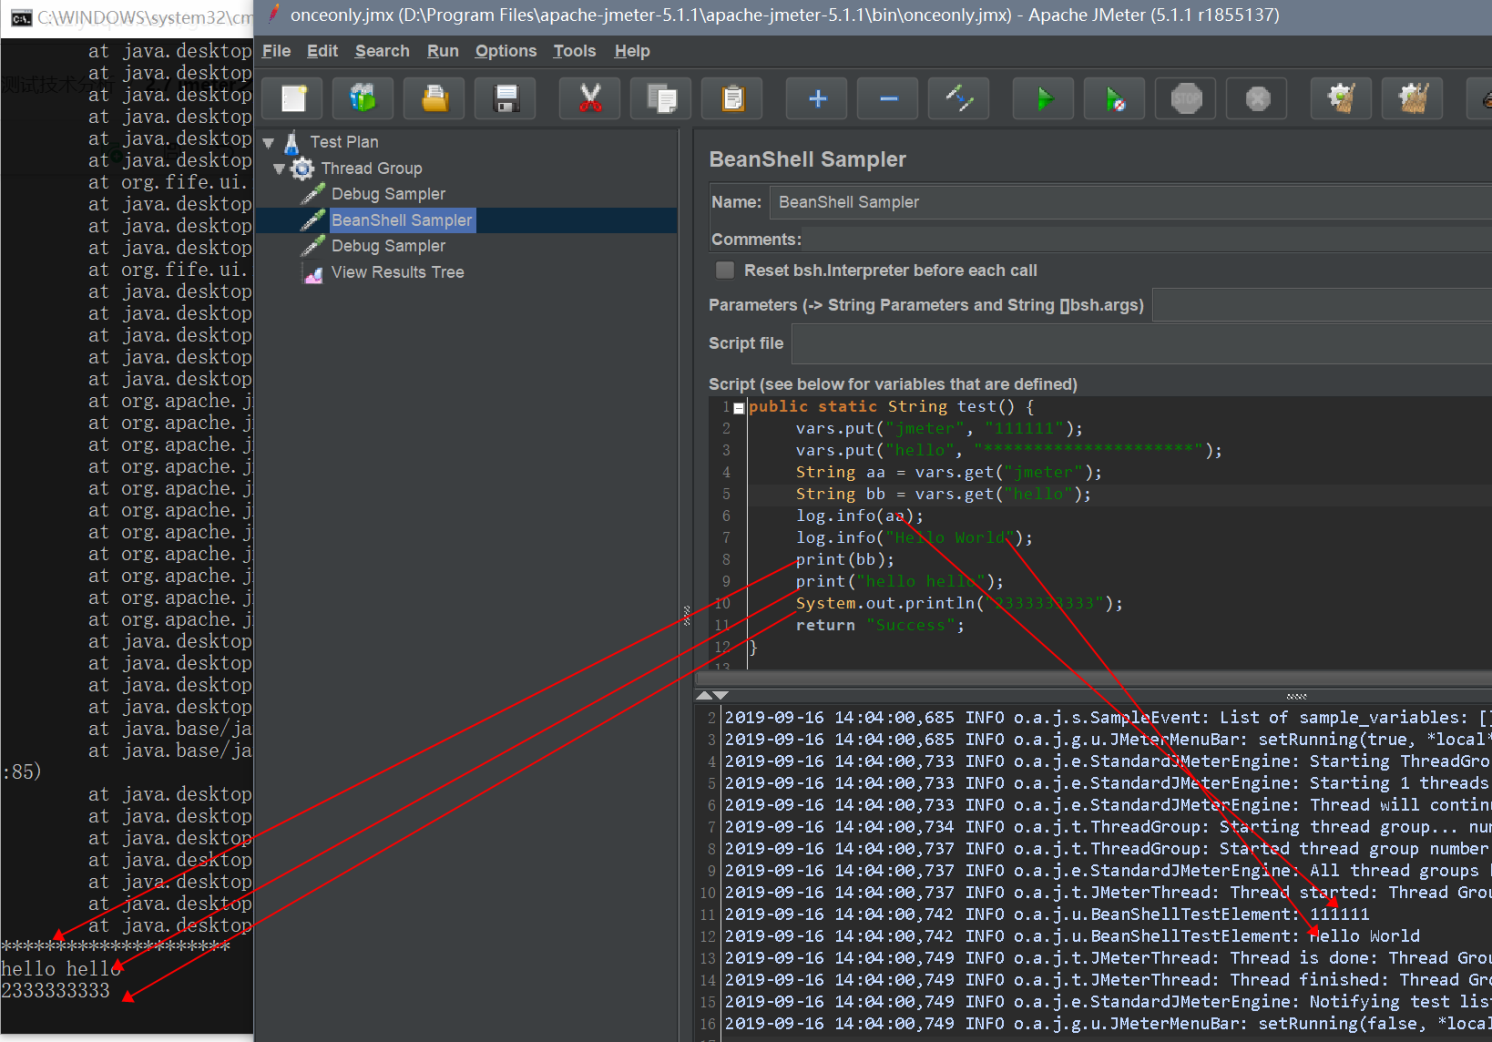 C:\WINDOWS\system32\cm
onceonly.jmx (D:\Program Files\apache-jmeter-5.1.1\apache-jmeter-5.1.1\bin\onceonly.jmx) - Apache JMeter (5.1.1 r1855137)
File Edit Search Run Options Tools Help
at java.desktop
at java.desktop
测试技术分
at java.desktop
at java.desktop
at java.desktop
at java.desktop
at org.fife.ui.
at java.desktop
at java.desktop
at java.desktop
at org.fife.ui.
at java.desktop
at java.desktop
at java.desktop
at java.desktop
at java.desktop
at org.apache.j
at org.apache.j
at org.apache.j
at org.apache.j
at org.apache.j
at org.apache.j
at org.apache.j
at org.apache.j
at org.apache.j
at org.apache.j
at org.apache.j
at java.desktop
at java.desktop
at java.desktop
at java.desktop
at java.base/ja
at java.base/ja
:85)
at java.desktop
at java.desktop
at java.desktop
at java.desktop
at java.desktop
at java.desktop
at java.desktop
*********************
hello hello
2333333333
STOP
Test Plan
Thread Group
Debug Sampler
BeanShell Sampler
Debug Sampler
View Results Tree
BeanShell Sampler
Name: BeanShell Sampler
Comments:
Reset bsh.Interpreter before each call
Parameters (-> String Parameters and String []bsh.args)
Script file
Script (see below for variables that are defined)
1 public static String test() {
2 vars.put("jmeter", "111111");
3 vars.put("hello", "*********************");
4 String aa = vars.get("jmeter");
5 String bb = vars.get("hello");
6 log.info(aa);
7 log.info("Hello World");
8 print(bb);
9 print("hello hello");
10 System.out.println("2333333333");
11 return "Success";
12 }
13
2 2019-09-16 14:04:00,685 INFO o.a.j.s.SampleEvent: List of sample_variables: []
3 2019-09-16 14:04:00,685 INFO o.a.j.g.u.JMeterMenuBar: setRunning(true, *local*
4 2019-09-16 14:04:00,733 INFO o.a.j.e.StandardJMeterEngine: Starting ThreadGro
5 2019-09-16 14:04:00,733 INFO o.a.j.e.StandardJMeterEngine: Starting 1 threads
6 2019-09-16 14:04:00,733 INFO o.a.j.e.StandardJMeterEngine: Thread will continu
7 2019-09-16 14:04:00,734 INFO o.a.j.t.ThreadGroup: Starting thread group... num
8 2019-09-16 14:04:00,737 INFO o.a.j.t.ThreadGroup: Started thread group number
9 2019-09-16 14:04:00,737 INFO o.a.j.e.StandardJMeterEngine: All thread groups h
10 2019-09-16 14:04:00,737 INFO o.a.j.t.JMeterThread: Thread started: Thread Grou
11 2019-09-16 14:04:00,742 INFO o.a.j.u.BeanShellTestElement: 111111
12 2019-09-16 14:04:00,742 INFO o.a.j.u.BeanShellTestElement: Hello World
13 2019-09-16 14:04:00,749 INFO o.a.j.t.JMeterThread: Thread is done: Thread Grou
14 2019-09-16 14:04:00,749 INFO o.a.j.t.JMeterThread: Thread finished: Thread Gro
15 2019-09-16 14:04:00,749 INFO o.a.j.e.StandardJMeterEngine: Notifying test list
16 2019-09-16 14:04:00,749 INFO o.a.j.g.u.JMeterMenuBar: setRunning(false, *local